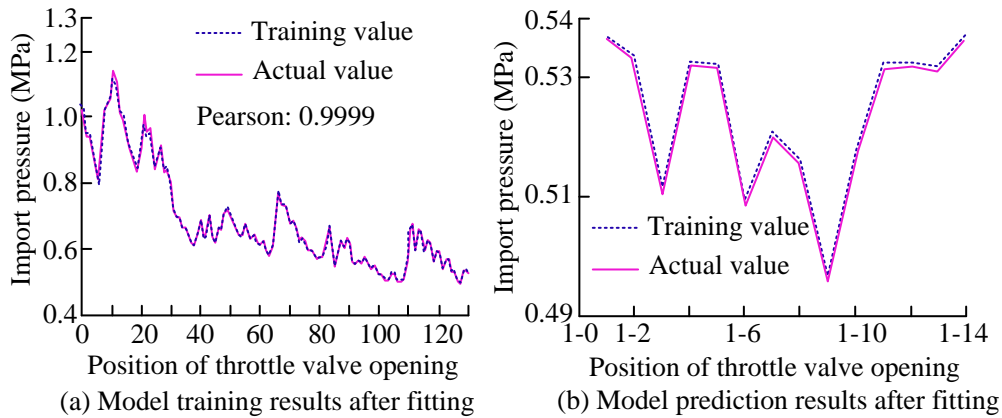 1.3
1.2
1.0
0.8
0.6
0.4
Import pressure (MPa)
Training value
Actual value
Pearson: 0.9999
0 20 40 60 80 100 120
Position of throttle valve opening
(a) Model training results after fitting
0.54
0.53
0.51
0.49
Import pressure (MPa)
Training value
Actual value
1-0 1-2 1-6 1-10 1-14
Position of throttle valve opening
(b) Model prediction results after fitting